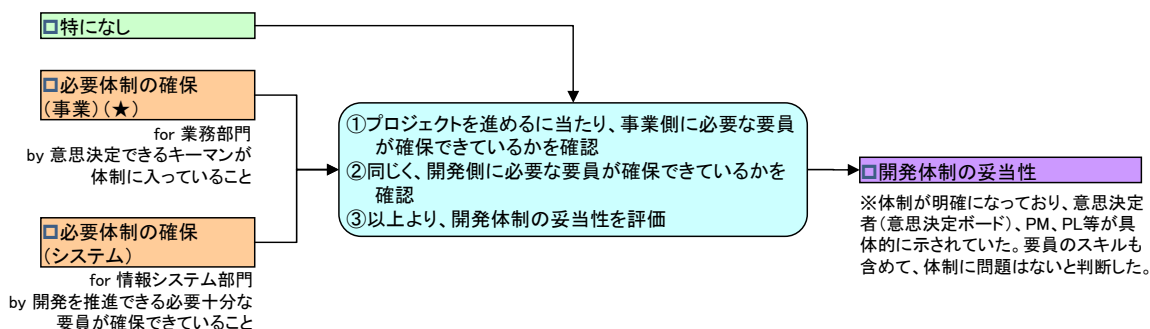 □特になし
□必要体制の確保
(事業)(★)
for 業務部門
by 意思決定できるキーマンが
体制に入っていること
□必要体制の確保
(システム)
for 情報システム部門
by 開発を推進できる必要十分な
要員が確保できていること
①プロジェクトを進めるに当たり、事業側に必要な要員
が確保できているかを確認
②同じく、開発側に必要な要員が確保できているかを
確認
③以上より、開発体制の妥当性を評価
□開発体制の妥当性
※体制が明確になっており、意思決定
者(意思決定ボード)、PM、PL等が具
体的に示されていた。要員のスキルも
含めて、体制に問題はないと判断した。